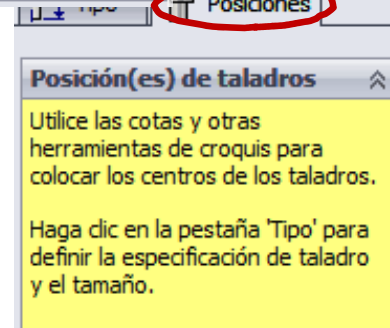 Tipo
Posiciones
Posición(es) de taladros
Utilice las cotas y otras
herramientas de croquis para
colocar los centros de los taladros.
Haga clic en la pestaña 'Tipo' para
definir la especificación de taladro
y el tamaño.